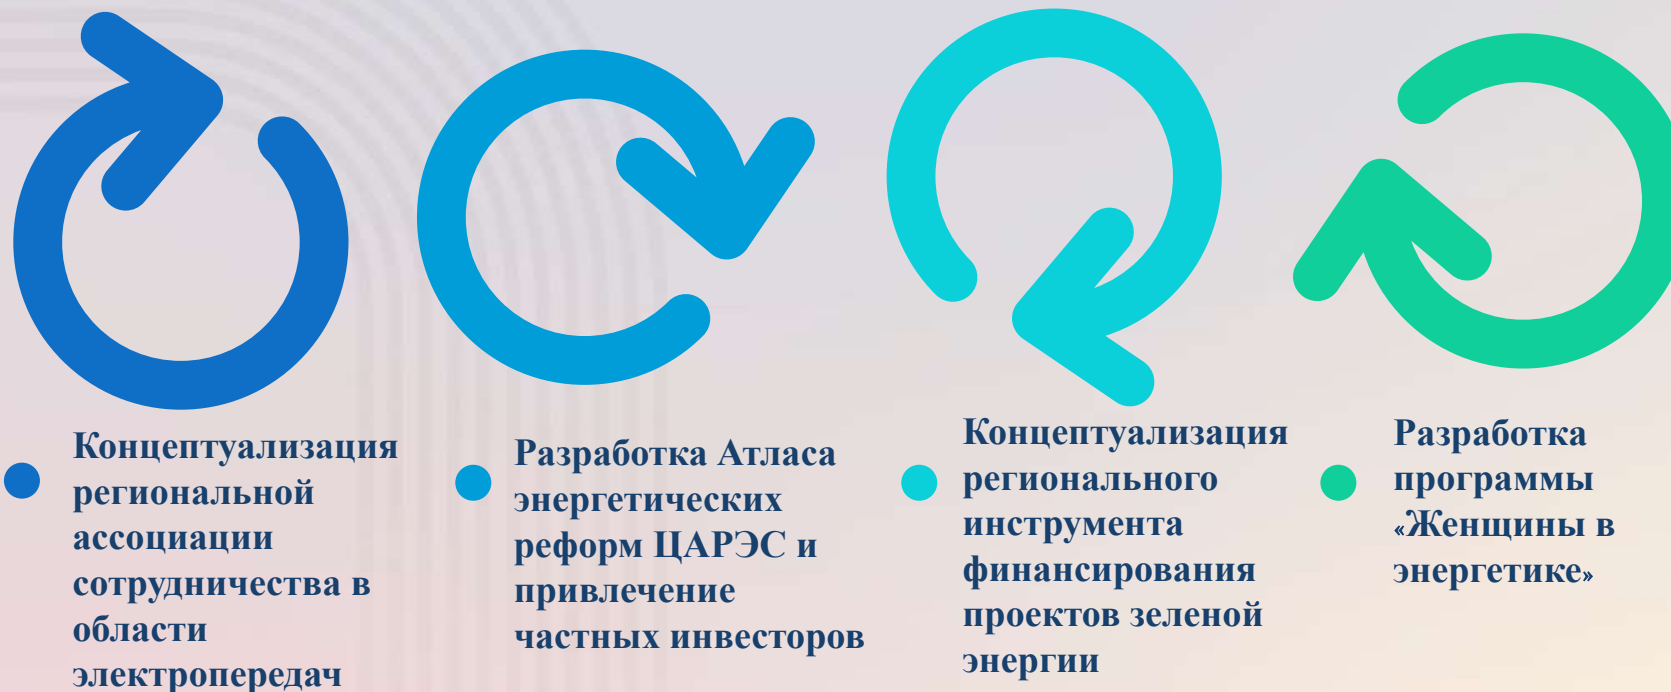 Концептуализация
региональной
ассоциации
сотрудничества в
области
электропередач
Разработка Атласа
энергетических
реформ ЦАРЭС и
привлечение
частных инвесторов
Концептуализация
регионального
инструмента
финансирования
проектов зеленой
энергии
Разработка
программы
«Женщины в
энергетике»